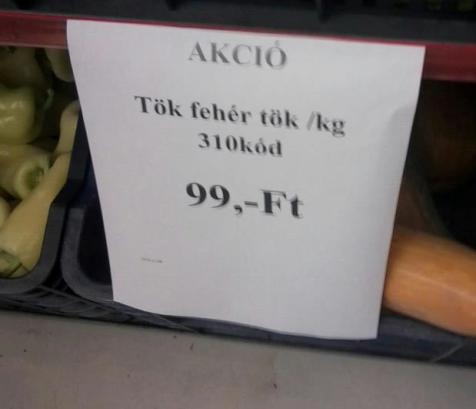 AKCIÓ
Tök fehér tök /kg
310kód
99,-Ft